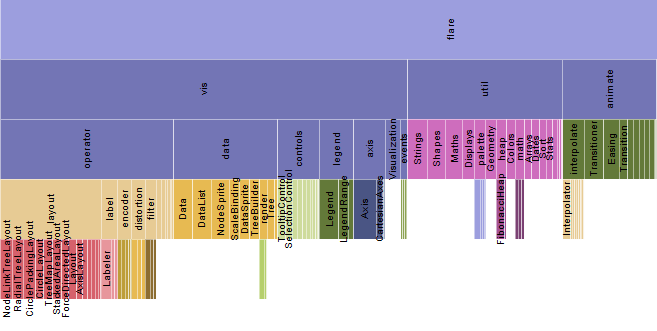 flare
vis
util
animate
operator
data
controls
legend
axis
Visualization
events
Strings
Shapes
Maths
Displays
palette
Geometry
heap
Colors
math
Arrays
Dates
Sort
Stats
interpolate
Transitioner
Easing
Transition
layout
label
encoder
distortion
filter
Data
DataList
NodeSprite
ScaleBinding
DataSprite
TreeBuilder
render
Tree
TooltipControl
SelectionControl
Legend
LegendRange
Axis
CartesianAxes
FibonacciHeap
Interpolator
NodeLinkTreeLayout
RadialTreeLayout
CirclePackingLayout
CircleLayout
TreeMapLayout
StackedAreaLayout
ForceDirectedLayout
Layout
AxisLayout
Labeler